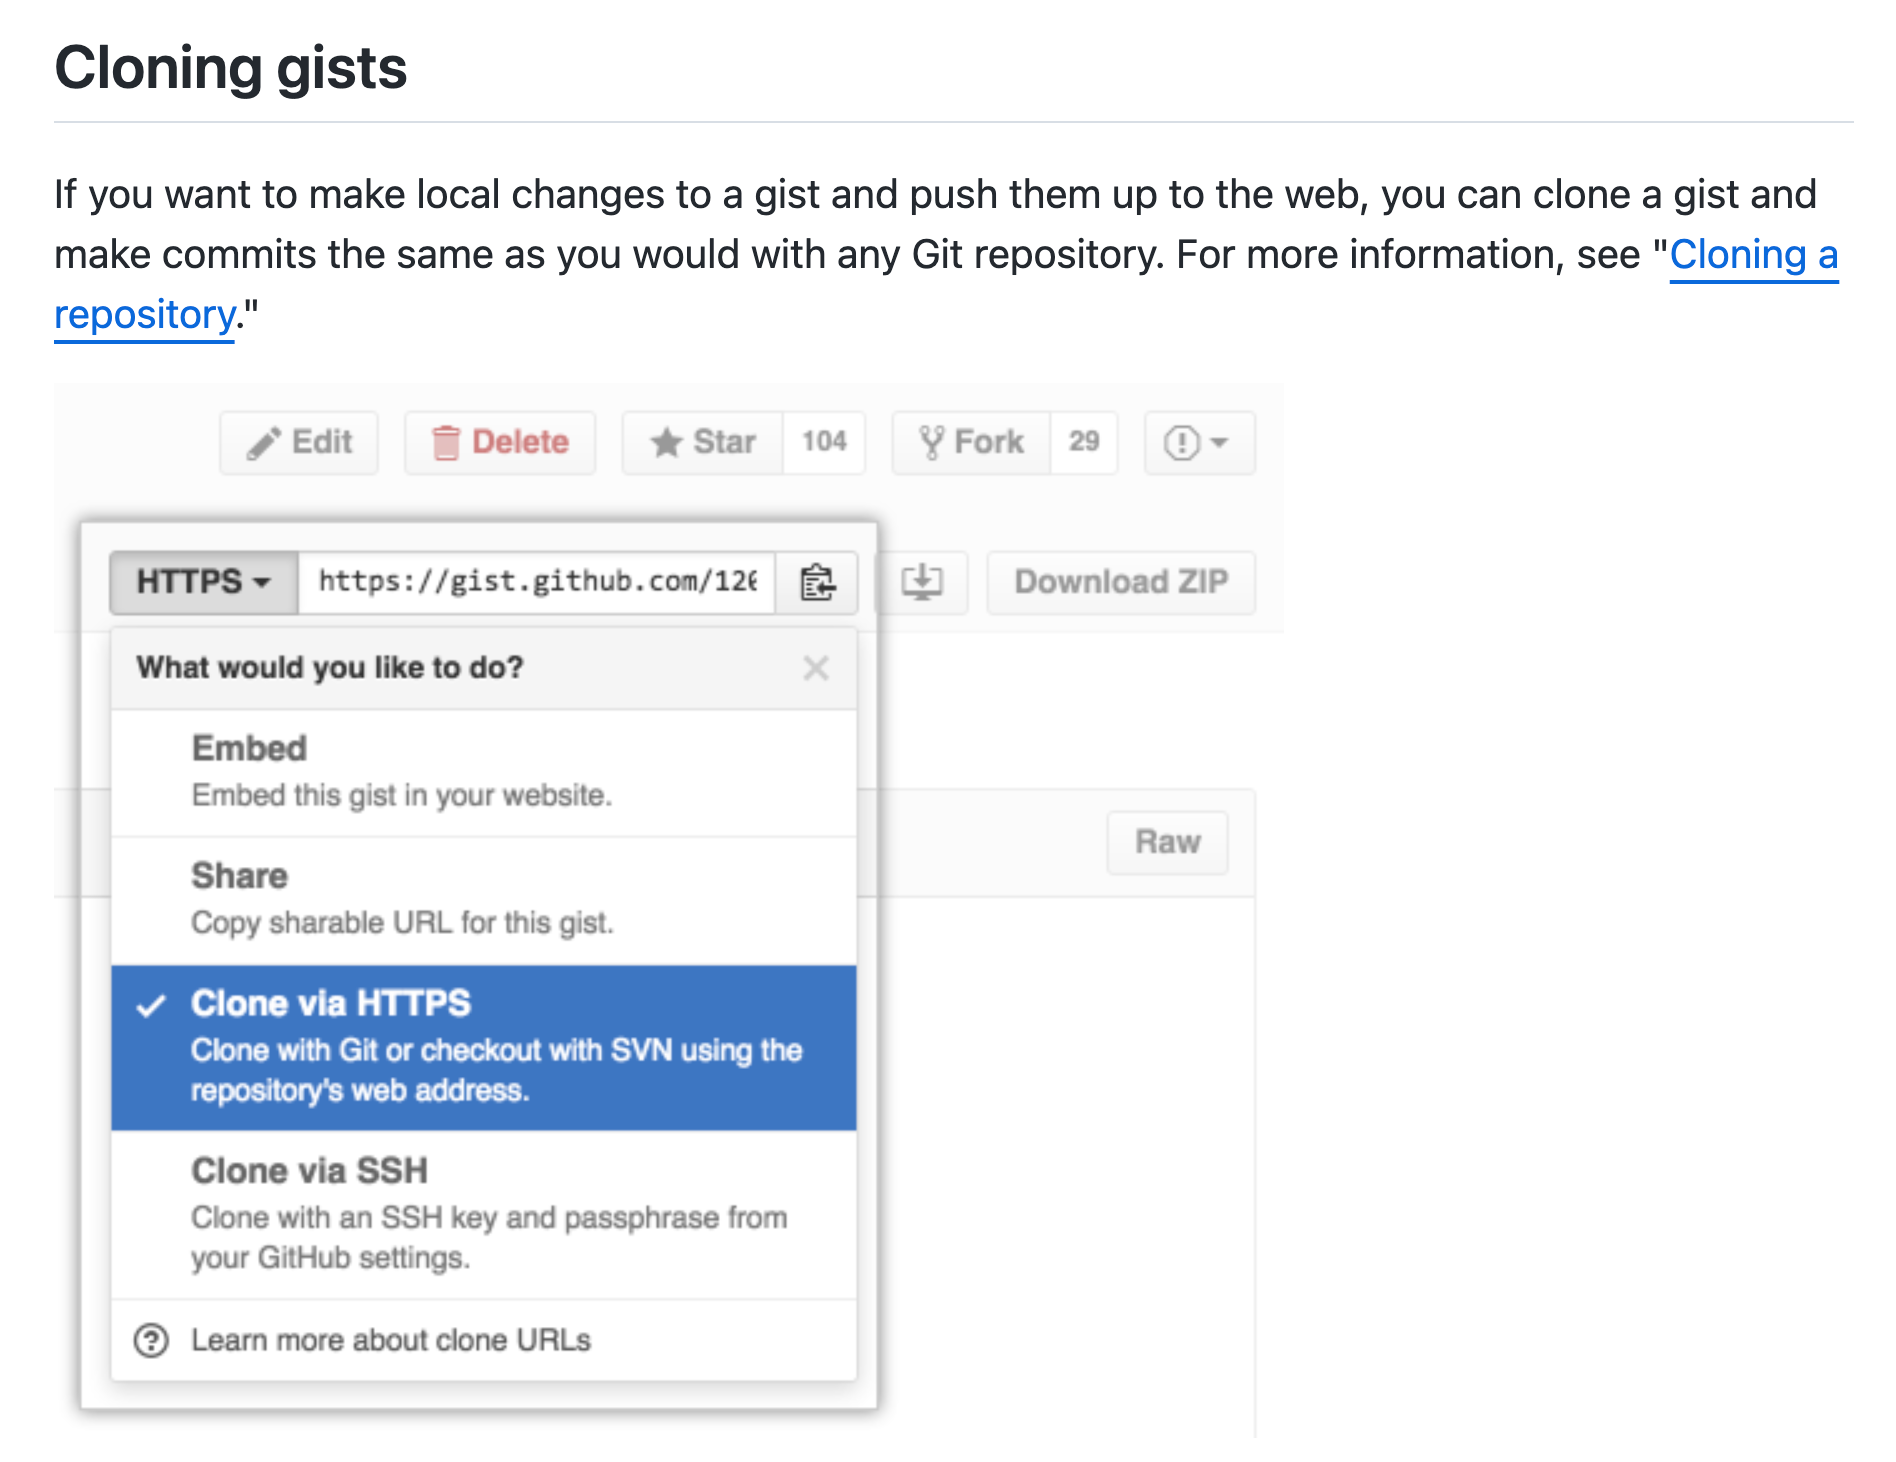 Cloning gists
If you want to make local changes to a gist and push them up to the web, you can clone a gist and
make commits the same as you would with any Git repository. For more information, see "Cloning a
repository."
Edit Delete Star 104 Fork 29
HTTPS https://gist.github.com/126 Download ZIP
What would you like to do?
Embed
Embed this gist in your website.
Raw
Share
Copy sharable URL for this gist.
Clone via HTTPS
Clone with Git or checkout with SVN using the
repository's web address.
Clone via SSH
Clone with an SSH key and passphrase from
your GitHub settings.
Learn more about clone URLs